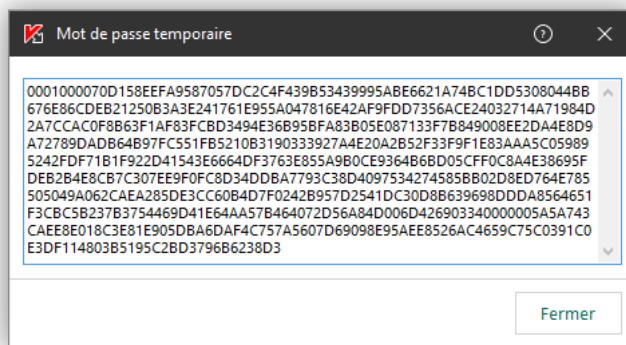 Mot de passe temporaire
0001000070D158EEFA9587057DC2C4F439B53439995ABE6621A74BC1DD5308044BB
676E86CDEB21250B3A3E241761E955A047816E42AF9FDD7356ACE24032714A71984D
2A7CCAC0F8B63F1AF83FCBD3494E36B95BFA83B05E087133F7B849008EE2DA4E8D9
A72789DADB64B97FC551FB5210B3190333927A4E20A2B52F33F9F1E83AAA5C05989
5242FDF71B1F922D41543E6664DF3763E855A9B0CE9364B6BD05CFF0C8A4E38695F
DEB2B4E8CB7C307EE9F0FC8D34DDBA7793C38D4097534274585BB02D8ED764E785
505049A062CAEA285DE3CC60B4D7F0242B957D2541DC30D8B639698DDDA8564651
F3CBC5B237B3754469D41E64AA57B464072D56A84D006D426903340000005A5A743
CAEE8E018C3E81E905DBA6DAF4C757A5607D69098E95AEE8526AC4659C75C0391C0
E3DF114803B5195C2BD3796B6238D3
Fermer